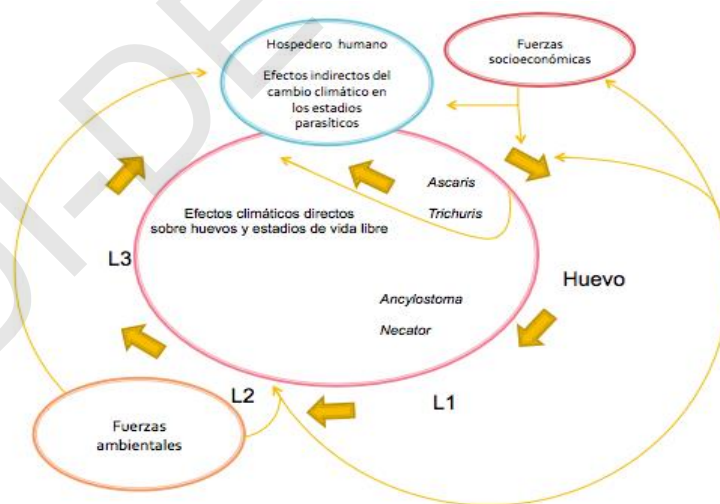 Hospedero humano
Efectos indirectos del
cambio climático en
los estadios
parasíticos
Fuerzas
socioeconómicas
Ascaris
Trichuris
Efectos climáticos directos
sobre huevos y estadios de vida libre
L3
Huevo
Ancylostoma
Necator
L2
L1
Fuerzas
ambientales